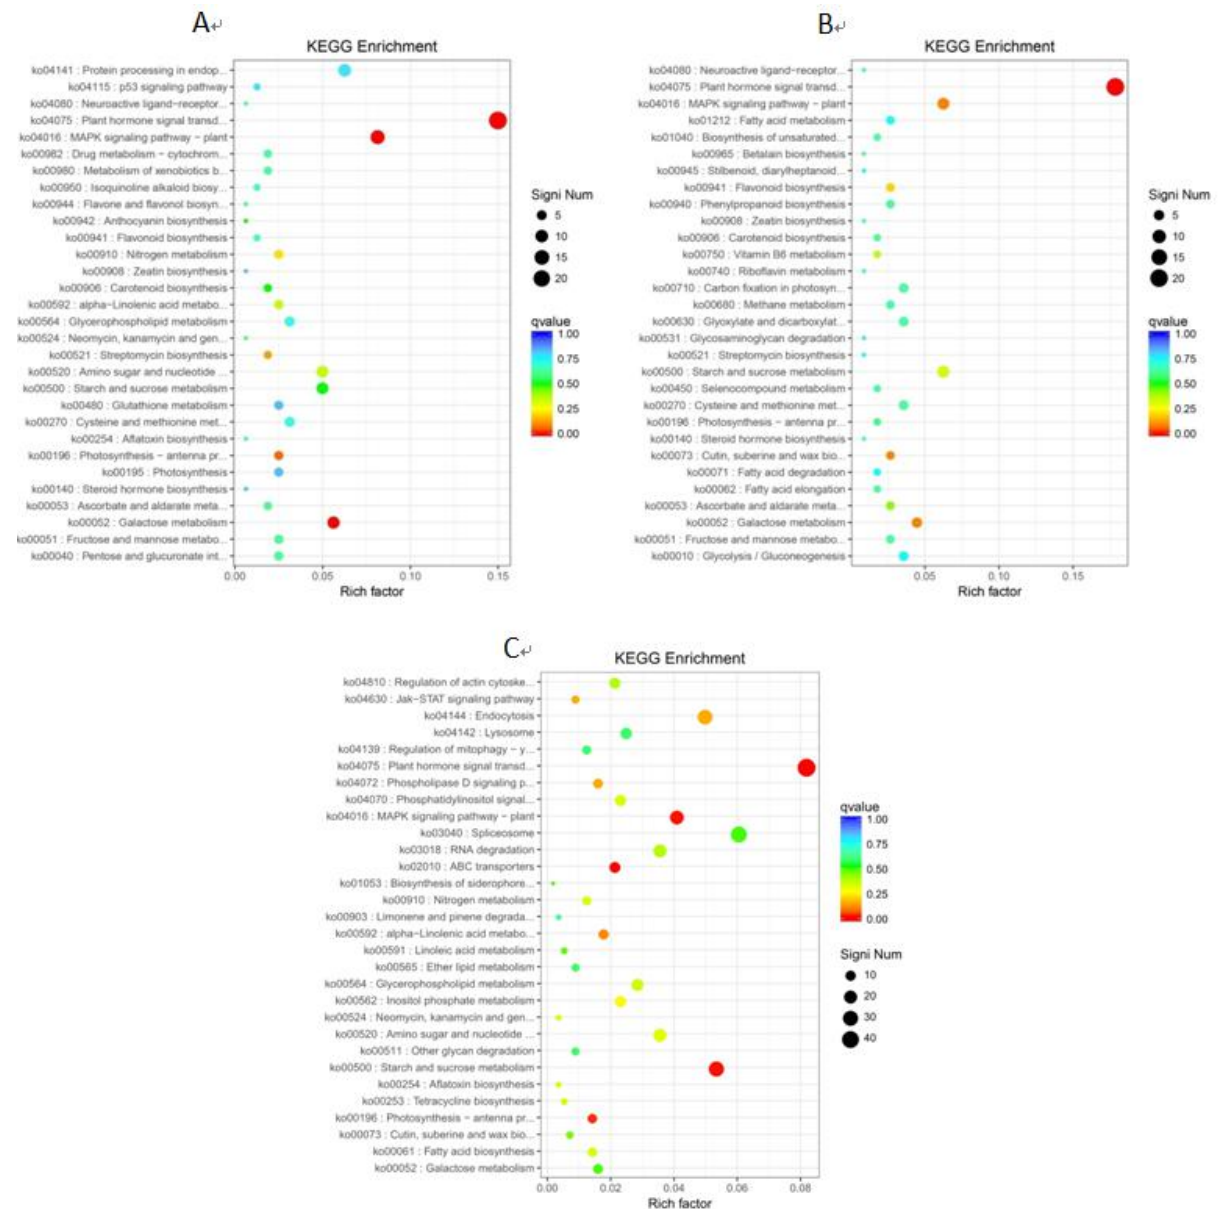 A↵
KEGG Enrichment
ko04141 : Protein processing in endop...
ko04115 : p53 signaling pathway
ko04080 : Neuroactive ligand−receptor...
ko04075 : Plant hormone signal transd...
ko04016 : MAPK signaling pathway − plant
ko00982 : Drug metabolism − cytochrom...
ko00980 : Metabolism of xenobiotics b...
ko00950 : Isoquinoline alkaloid biosy...
ko00944 : Flavone and flavonol biosyn...
ko00942 : Anthocyanin biosynthesis
ko00941 : Flavonoid biosynthesis
ko00910 : Nitrogen metabolism
ko00908 : Zeatin biosynthesis
ko00906 : Carotenoid biosynthesis
ko00592 : alpha−Linolenic acid metabo...
ko00564 : Glycerophospholipid metabolism
ko00524 : Neomycin, kanamycin and gen...
ko00521 : Streptomycin biosynthesis
ko00520 : Amino sugar and nucleotide ...
ko00500 : Starch and sucrose metabolism
ko00480 : Glutathione metabolism
ko00270 : Cysteine and methionine met...
ko00254 : Aflatoxin biosynthesis
ko00196 : Photosynthesis − antenna pr...
ko00195 : Photosynthesis
ko00140 : Steroid hormone biosynthesis
ko00053 : Ascorbate and aldarate meta...
ko00052 : Galactose metabolism
ko00051 : Fructose and mannose metabo...
ko00040 : Pentose and glucuronate int...
0.00 0.05 0.10 0.15
Rich factor
Signi Num
5
10
15
20
qvalue
1.00
0.75
0.50
0.25
0.00
B↵
KEGG Enrichment
ko04080 : Neuroactive ligand−receptor...
ko04075 : Plant hormone signal transd...
ko04016 : MAPK signaling pathway − plant
ko01212 : Fatty acid metabolism
ko01040 : Biosynthesis of unsaturated...
ko00965 : Betalain biosynthesis
ko00945 : Stilbenoid, diarylheptanoid...
ko00941 : Flavonoid biosynthesis
ko00940 : Phenylpropanoid biosynthesis
ko00908 : Zeatin biosynthesis
ko00906 : Carotenoid biosynthesis
ko00750 : Vitamin B6 metabolism
ko00740 : Riboflavin metabolism
ko00710 : Carbon fixation in photosyn...
ko00680 : Methane metabolism
ko00630 : Glyoxylate and dicarboxylat...
ko00531 : Glycosaminoglycan degradation
ko00521 : Streptomycin biosynthesis
ko00500 : Starch and sucrose metabolism
ko00450 : Selenocompound metabolism
ko00270 : Cysteine and methionine met...
ko00196 : Photosynthesis − antenna pr...
ko00140 : Steroid hormone biosynthesis
ko00073 : Cutin, suberine and wax bio...
ko00071 : Fatty acid degradation
ko00062 : Fatty acid elongation
ko00053 : Ascorbate and aldarate meta...
ko00052 : Galactose metabolism
ko00051 : Fructose and mannose metabo...
ko00010 : Glycolysis / Gluconeogenesis
0.05 0.10 0.15
Rich factor
Signi Num
5
10
15
20
qvalue
1.00
0.75
0.50
0.25
0.00
C↵
KEGG Enrichment
ko04810 : Regulation of actin cytoske...
ko04630 : Jak−STAT signaling pathway
ko04144 : Endocytosis
ko04142 : Lysosome
ko04139 : Regulation of mitophagy − y...
ko04075 : Plant hormone signal transd...
ko04072 : Phospholipase D signaling p...
ko04070 : Phosphatidylinositol signal...
ko04016 : MAPK signaling pathway − plant
ko03040 : Spliceosome
ko03018 : RNA degradation
ko02010 : ABC transporters
ko01053 : Biosynthesis of siderophore...
ko00910 : Nitrogen metabolism
ko00903 : Limonene and pinene degrada...
ko00592 : alpha−Linolenic acid metabo...
ko00591 : Linoleic acid metabolism
ko00565 : Ether lipid metabolism
ko00564 : Glycerophospholipid metabolism
ko00562 : Inositol phosphate metabolism
ko00524 : Neomycin, kanamycin and gen...
ko00520 : Amino sugar and nucleotide ...
ko00511 : Other glycan degradation
ko00500 : Starch and sucrose metabolism
ko00254 : Aflatoxin biosynthesis
ko00253 : Tetracycline biosynthesis
ko00196 : Photosynthesis − antenna pr...
ko00073 : Cutin, suberine and wax bio...
ko00061 : Fatty acid biosynthesis
ko00052 : Galactose metabolism
0.00 0.02 0.04 0.06 0.08
Rich factor
qvalue
1.00
0.75
0.50
0.25
0.00
Signi Num
10
20
30
40